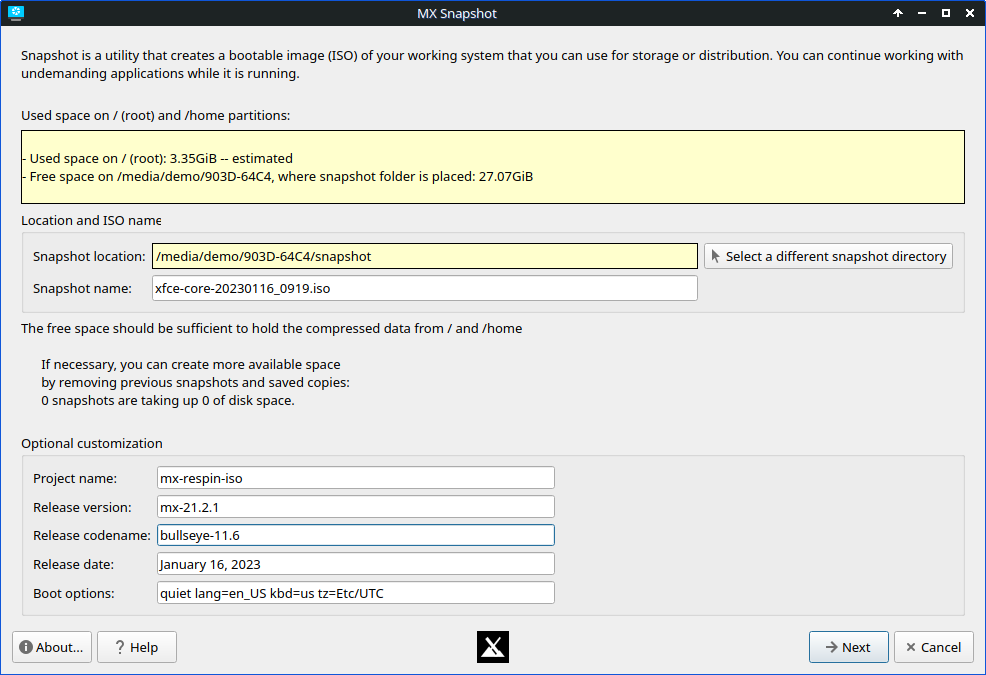 MX Snapshot
Snapshot is a utility that creates a bootable image (ISO) of your working system that you can use for storage or distribution. You can continue working with
undemanding applications while it is running.
Used space on / (root) and /home partitions:
- Used space on / (root): 3.35GiB -- estimated
- Free space on /media/demo/903D-64C4, where snapshot folder is placed: 27.07GiB
Location and ISO name
Snapshot location: /media/demo/903D-64C4/snapshot Select a different snapshot directory
Snapshot name: xfce-core-20230116_0919.iso
The free space should be sufficient to hold the compressed data from / and /home
If necessary, you can create more available space
by removing previous snapshots and saved copies:
0 snapshots are taking up 0 of disk space.
Optional customization
Project name: mx-respin-iso
Release version: mx-21.2.1
Release codename: bullseye-11.6
Release date: January 16, 2023
Boot options: quiet lang=en_US kbd=us tz=Etc/UTC
About... ? Help Next Cancel